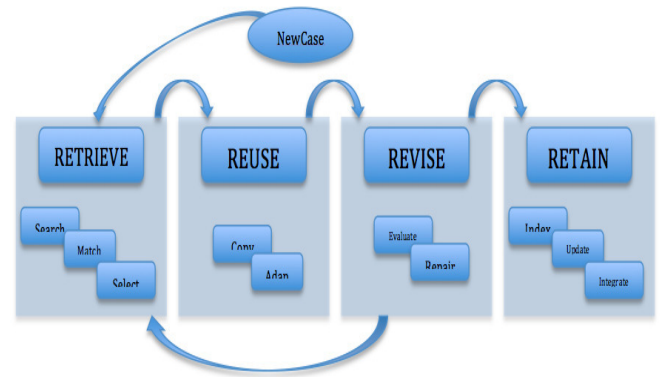 NewCase
RETRIEVE
REUSE
REVISE
RETAIN
Search
Match
Select
Copy
Adap
Evaluate
Repair
Index
Update
Integrate